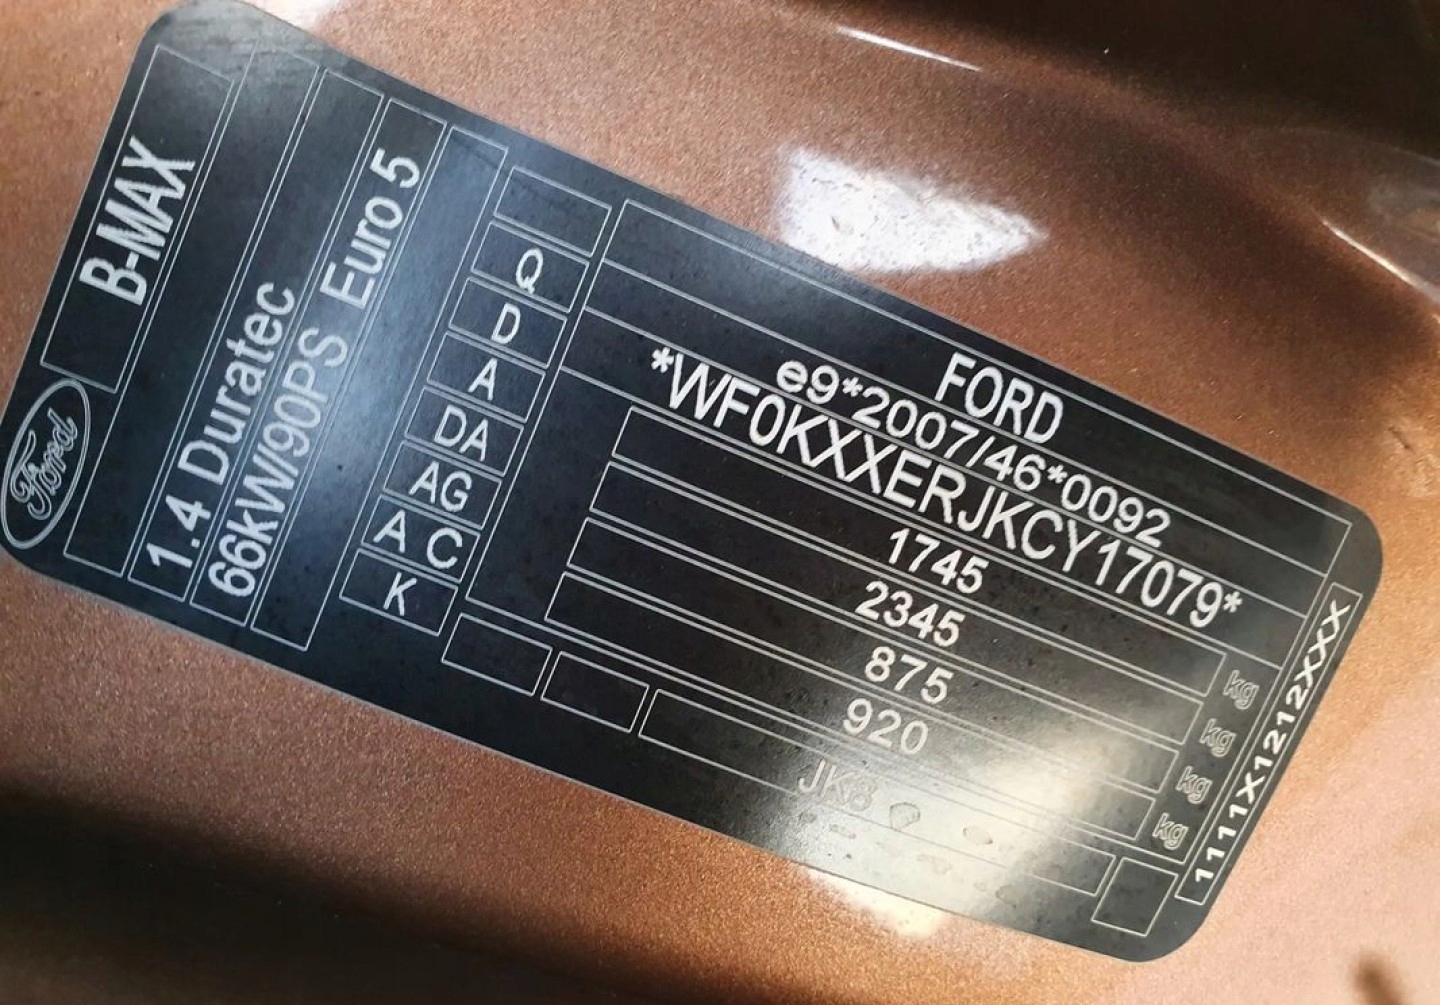 FORD
e9*2007/46*0092
*WF0KXXERJKCY17079*
1745 kg
2345 kg
875 kg
920 kg
JK8
1111X1212XXX
Q
D
A
DA
AG
A C
K
Ford
B-MAX
1.4 Duratec
66kW/90PS Euro 5